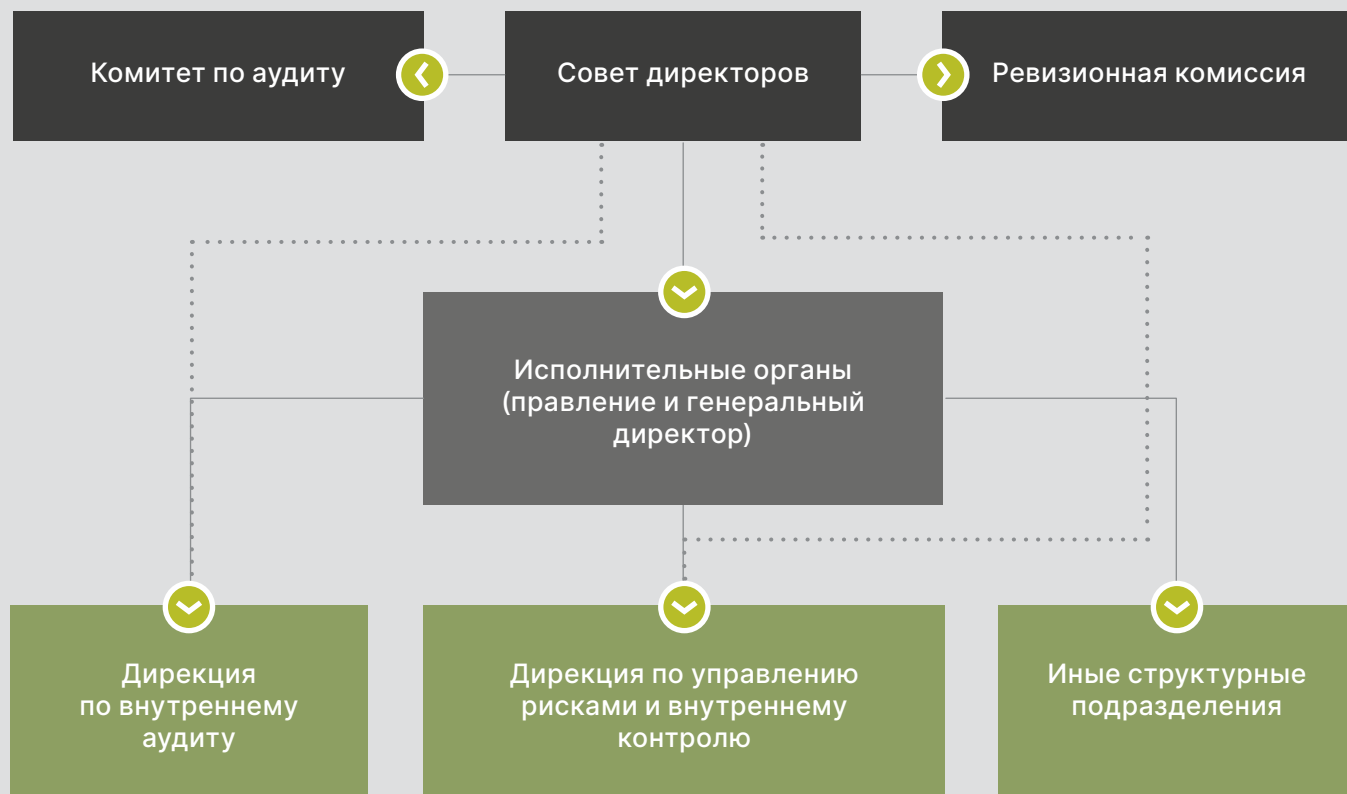 Комитет по аудиту
Совет директоров
Ревизионная комиссия
Исполнительные органы
(правление и генеральный
директор)
Дирекция
по внутреннему
аудиту
Дирекция по управлению
рисками и внутреннему
контролю
Иные структурные
подразделения